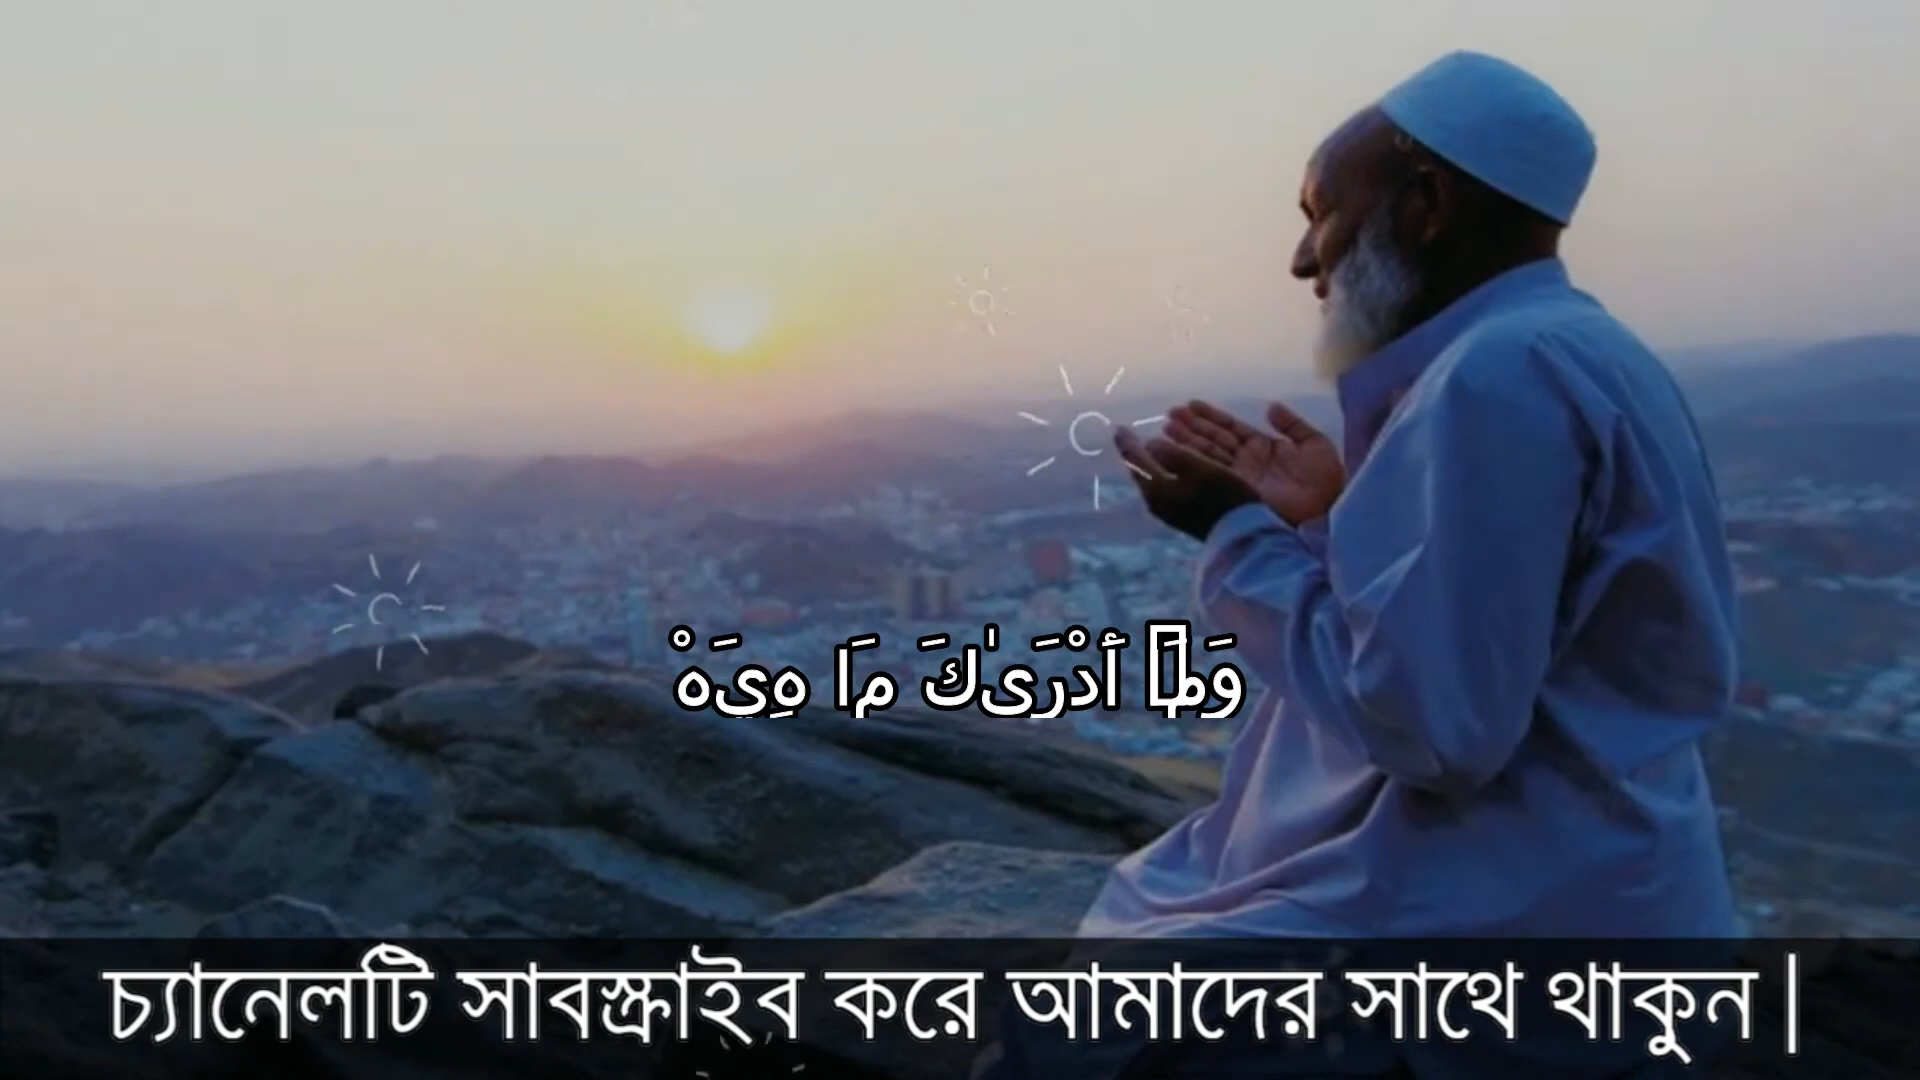 وَمَآ أَدْرَىٰكَ مَا هِيَهْ
চ্যানেলটি সাবস্ক্রাইব করে আমাদের সাথে থাকুন |